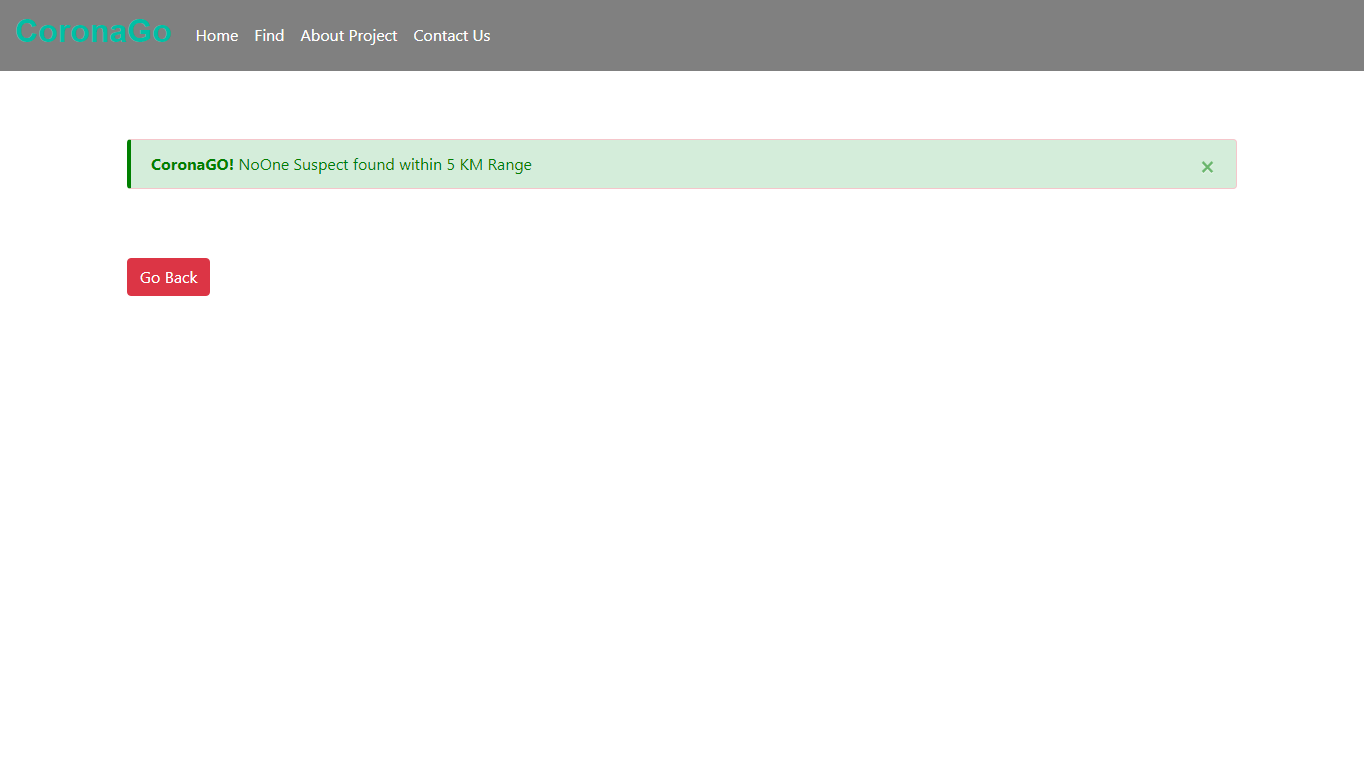 CoronaGo Home Find About Project Contact Us
CoronaGO! NoOne Suspect found within 5 KM Range ×
Go Back